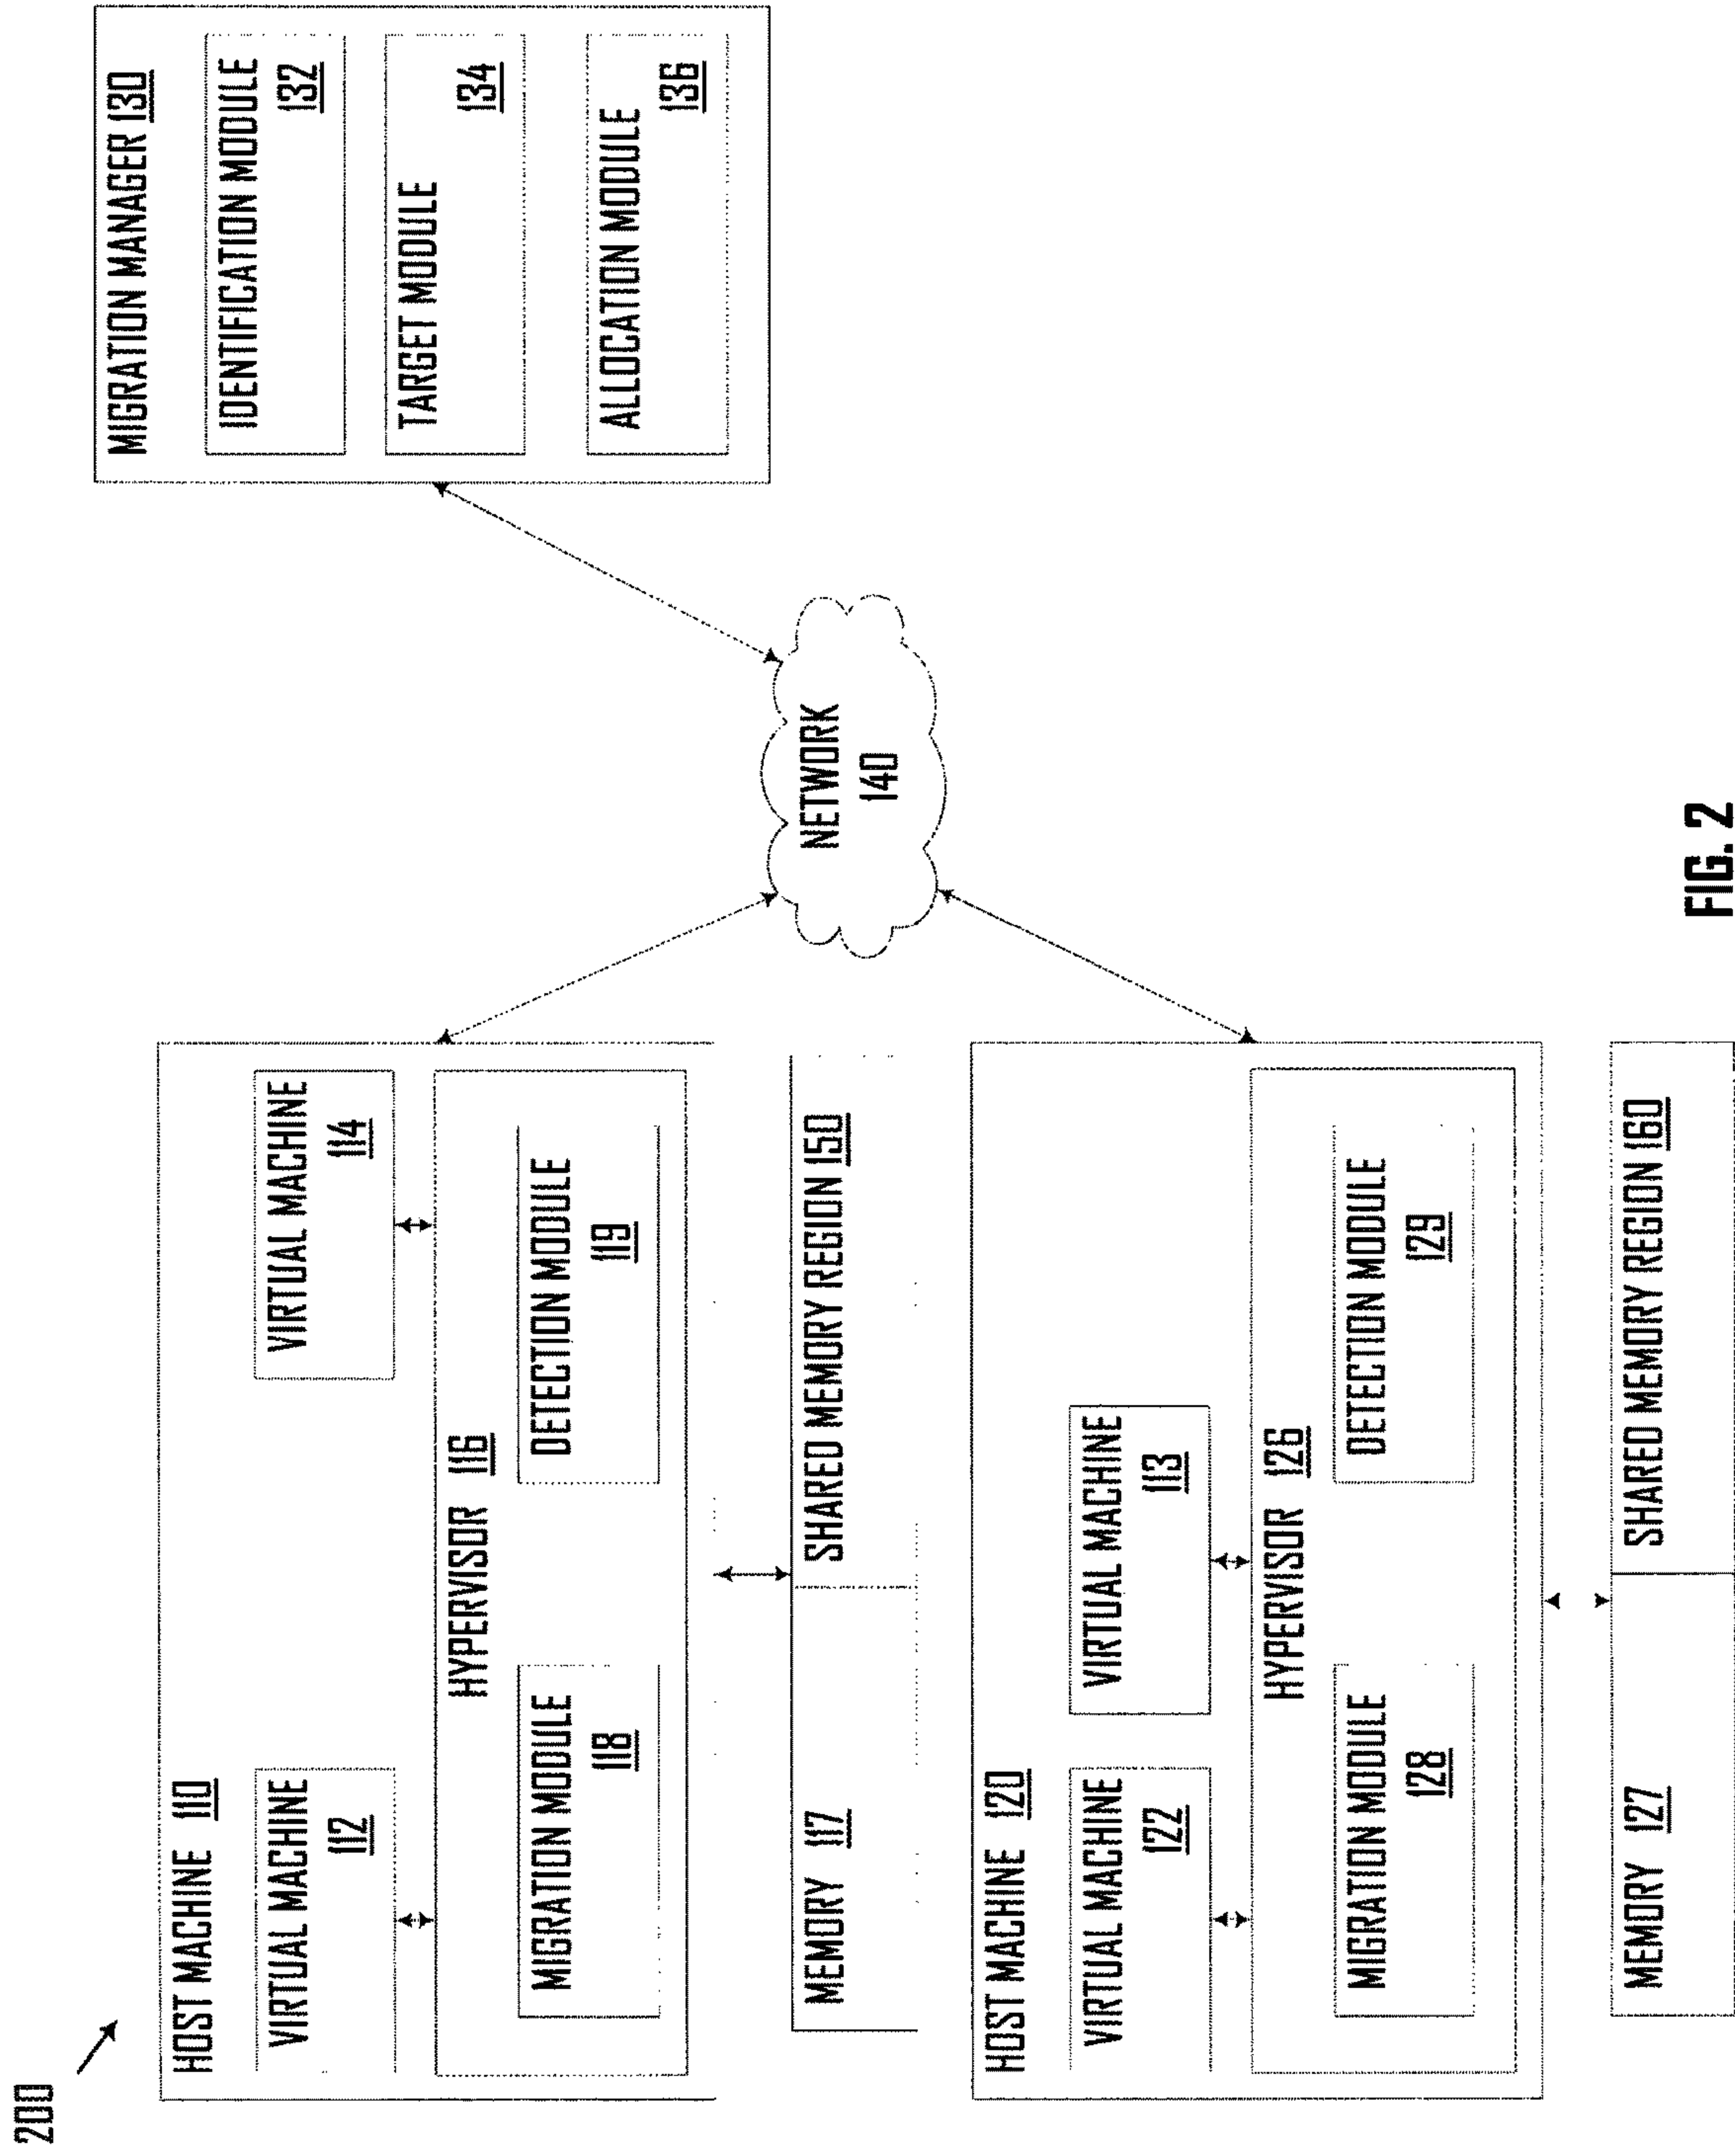 200
HOST MACHINE 110
VIRTUAL MACHINE
112
VIRTUAL MACHINE
114
HYPERVISOR 116
MIGRATION MODULE
118
DETECTION MODULE
119
MEMORY 117
SHARED MEMORY REGION 150
HOST MACHINE 120
VIRTUAL MACHINE
122
VIRTUAL MACHINE
113
HYPERVISOR 126
MIGRATION MODULE
128
DETECTION MODULE
129
MEMORY 127
SHARED MEMORY REGION 160
NETWORK
140
MIGRATION MANAGER 130
IDENTIFICATION MODULE
132
TARGET MODULE
134
ALLOCATION MODULE
136
FIG. 2